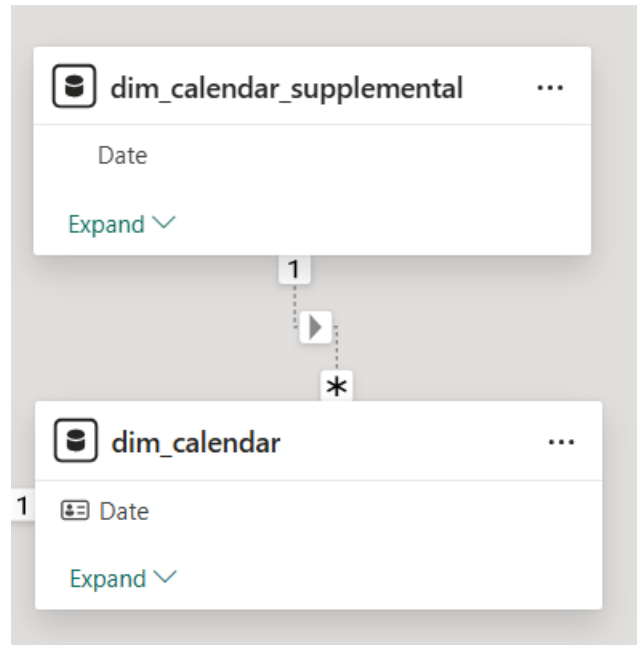 dim_calendar_supplemental
Date
Expand
1
*
dim_calendar
1
Date
Expand